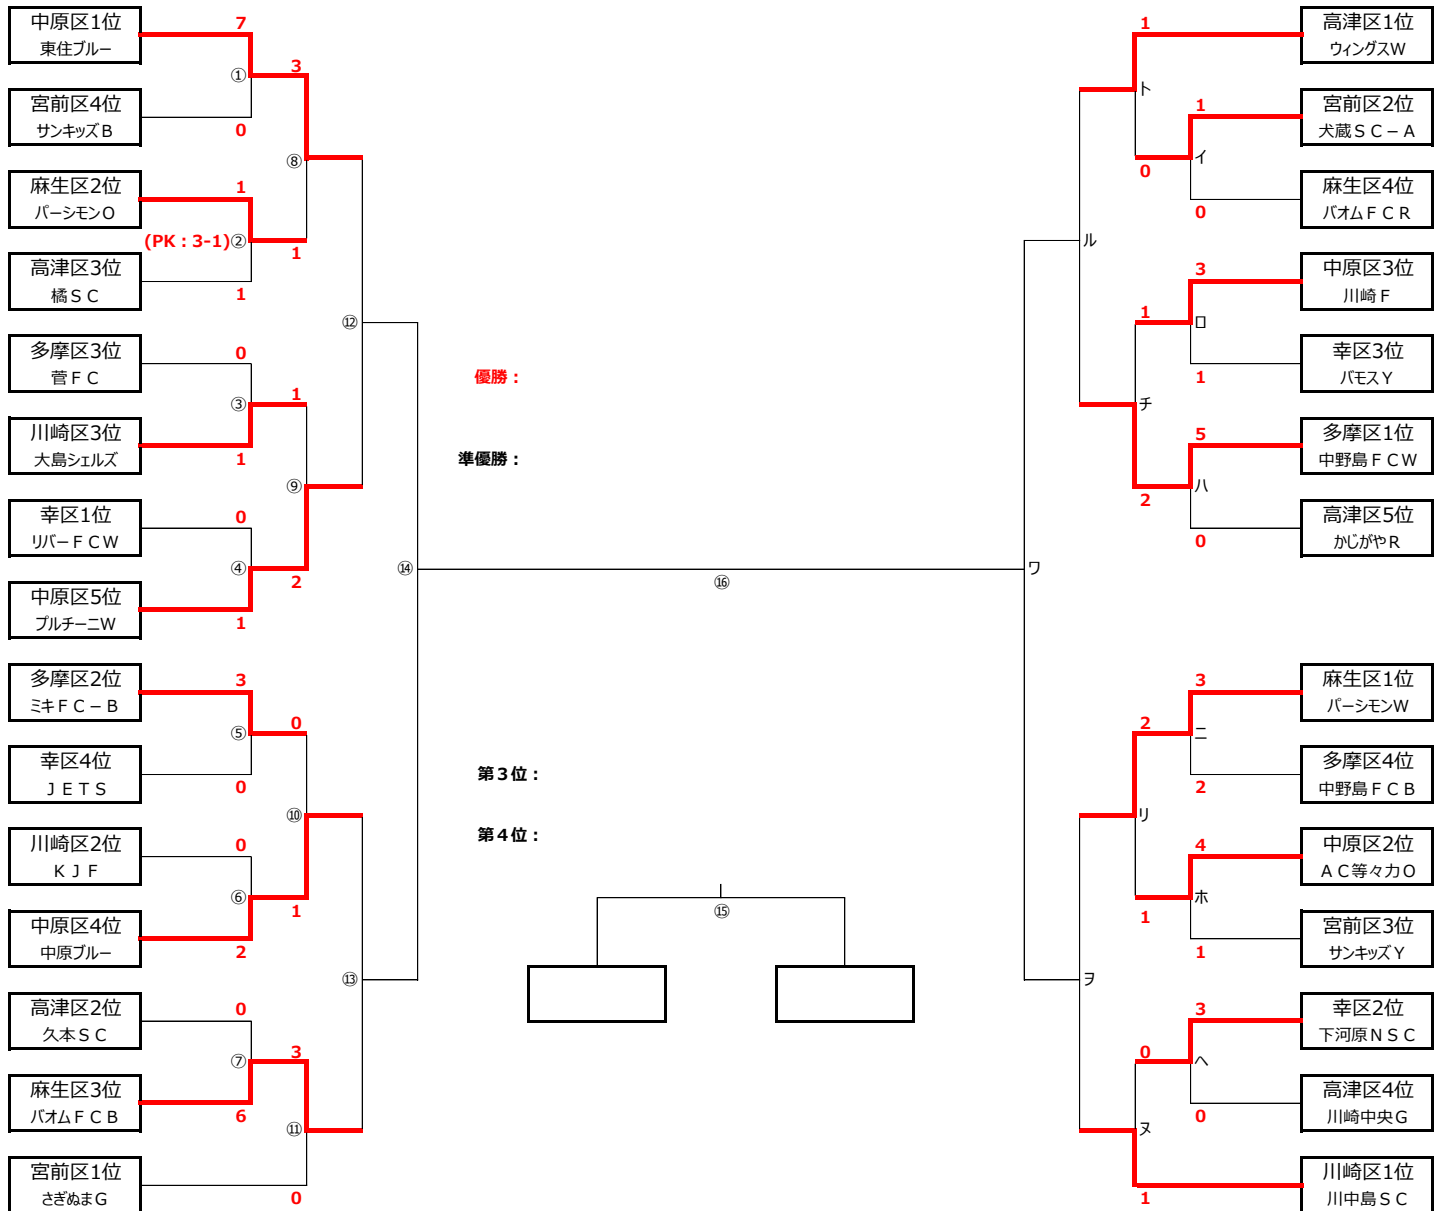 中原区1位
東住ブルー
7
①
3
宮前区4位
サンキッズB
0
⑧
麻生区2位
パーシモンO
1
(PK：3-1)②
1
高津区3位
橘SC
1
⑫
多摩区3位
菅FC
0
③
1
川崎区3位
大島シェルズ
1
⑨
幸区1位
リバーFCW
0
④
2
中原区5位
プルチーニW
1
⑭
多摩区2位
ミキFC－B
3
⑤
0
幸区4位
JETS
0
⑩
川崎区2位
KJF
0
⑥
1
中原区4位
中原ブルー
2
⑬
高津区2位
久本SC
0
⑦
3
麻生区3位
バオムFCB
6
⑪
宮前区1位
さぎぬまG
0
優勝：
準優勝：
⑯
第3位：
第4位：
⑮
1
高津区1位
ウィングスW
ト
1
宮前区2位
犬蔵SC－A
0
イ
麻生区4位
バオムFCR
0
ル
3
中原区3位
川崎F
1
ロ
幸区3位
バモスY
1
チ
5
多摩区1位
中野島FCW
2
ハ
高津区5位
かじがやR
0
ワ
3
麻生区1位
パーシモンW
2
ニ
多摩区4位
中野島FCB
2
リ
4
中原区2位
AC等々力O
1
ホ
宮前区3位
サンキッズY
1
ヲ
3
幸区2位
下河原NSC
0
ヘ
高津区4位
川崎中央G
0
ヌ
川崎区1位
川中島SC
1